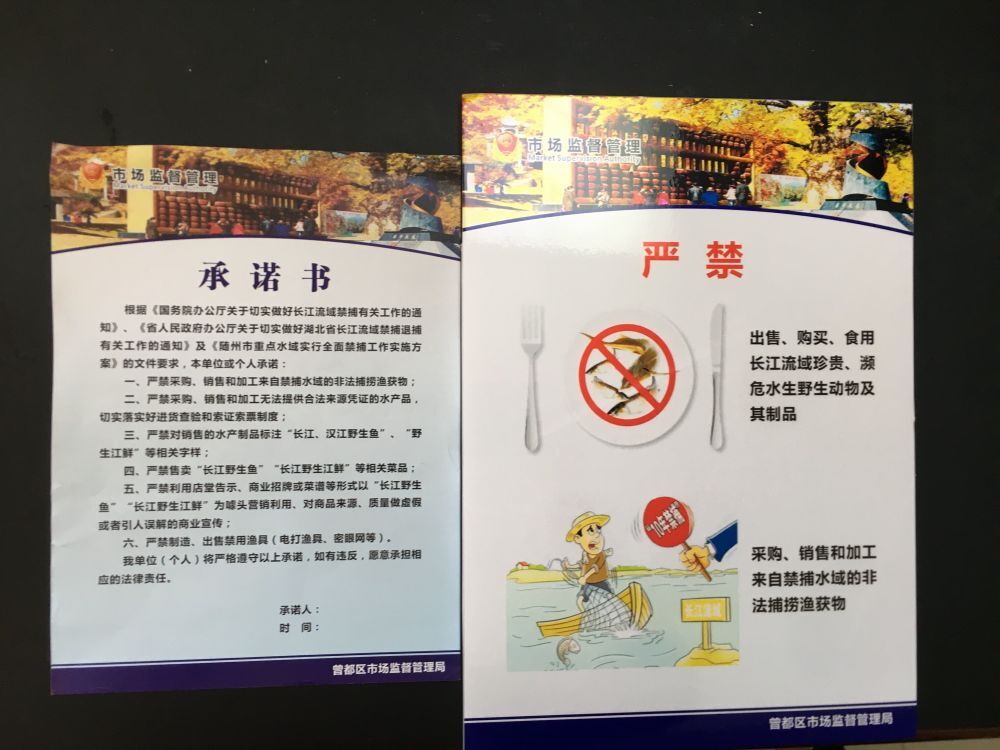 市场监督管理
Market Supervision Authority
承诺书
根据《国务院办公厅关于切实做好长江流域禁捕有关工作的通
知》、《省人民政府办公厅关于切实做好湖北省长江流域禁捕退捕
有关工作的通知》及《随州市重点水域实行全面禁捕工作实施方
案》的文件要求，本单位或个人承诺：
一、严禁采购、销售和加工来自禁捕水域的非法捕捞渔获物；
二、严禁采购、销售和加工无法提供合法来源凭证的水产品，
切实落实好进货查验和索证索票制度；
三、严禁对销售的水产制品标注“长江、汉江野生鱼”、“野
生江鲜”等相关字样；
四、严禁售卖“长江野生鱼”“长江野生江鲜”等相关菜品；
五、严禁利用店堂告示、商业招牌或菜谱等形式以“长江野生
鱼”“长江野生江鲜”为噱头营销利用、对商品来源、质量做虚假
或者引人误解的商业宣传；
六、严禁制造、出售禁用渔具（电打渔具、密眼网等）。
我单位（个人）将严格遵守以上承诺，如有违反，愿意承担相
应的法律责任。
承诺人：
时 间：
曾都区市场监督管理局
市场监督管理
Market Supervision Authority
严禁
出售、购买、食用
长江流域珍贵、濒
危水生野生动物及
其制品
长江流域
采购、销售和加工
来自禁捕水域的非
法捕捞渔获物
曾都区市场监督管理局